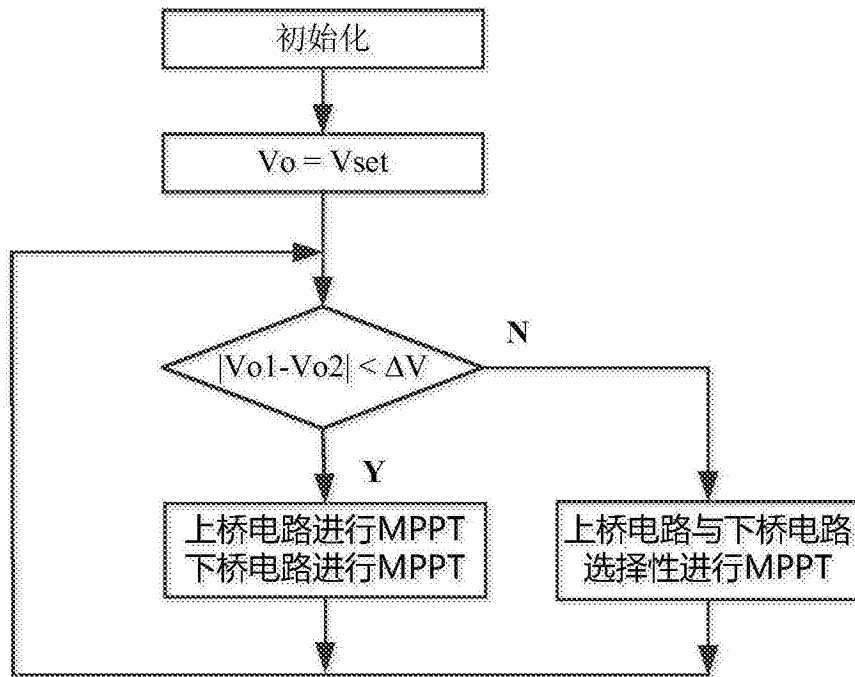 初始化
Vo = Vset
|Vo1-Vo2| < ΔV
N
Y
上桥电路进行MPPT
下桥电路进行MPPT
上桥电路与下桥电路
选择性进行MPPT